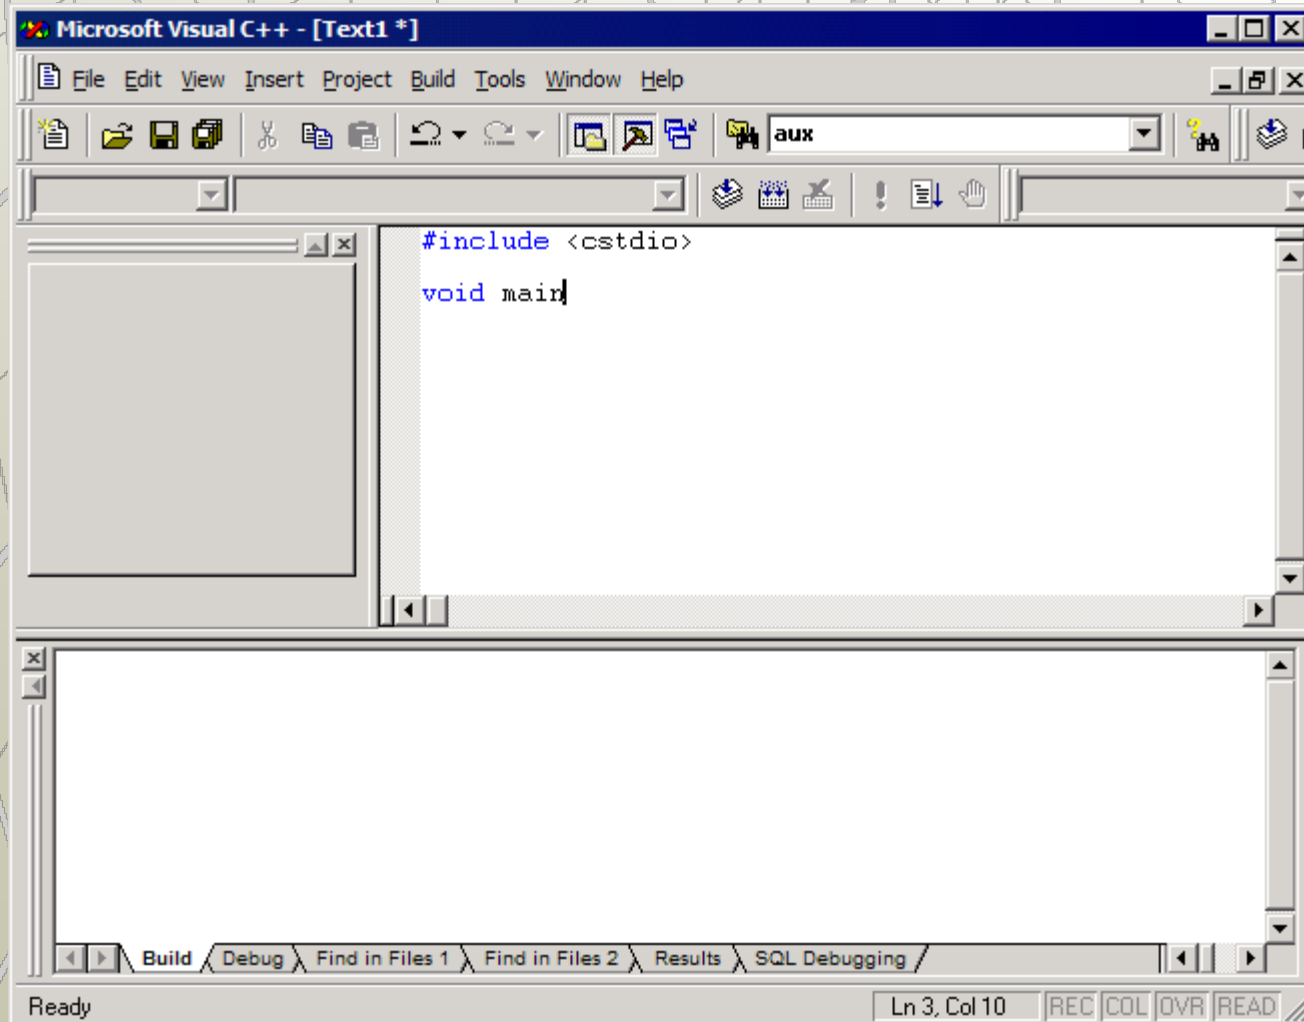 Microsoft Visual C++ - [Text1 *]
File Edit View Insert Project Build Tools Window Help
aux
#include <cstdio>
void main
Build Debug Find in Files 1 Find in Files 2 Results SQL Debugging
Ready Ln 3, Col 10 REC COL OVR READ